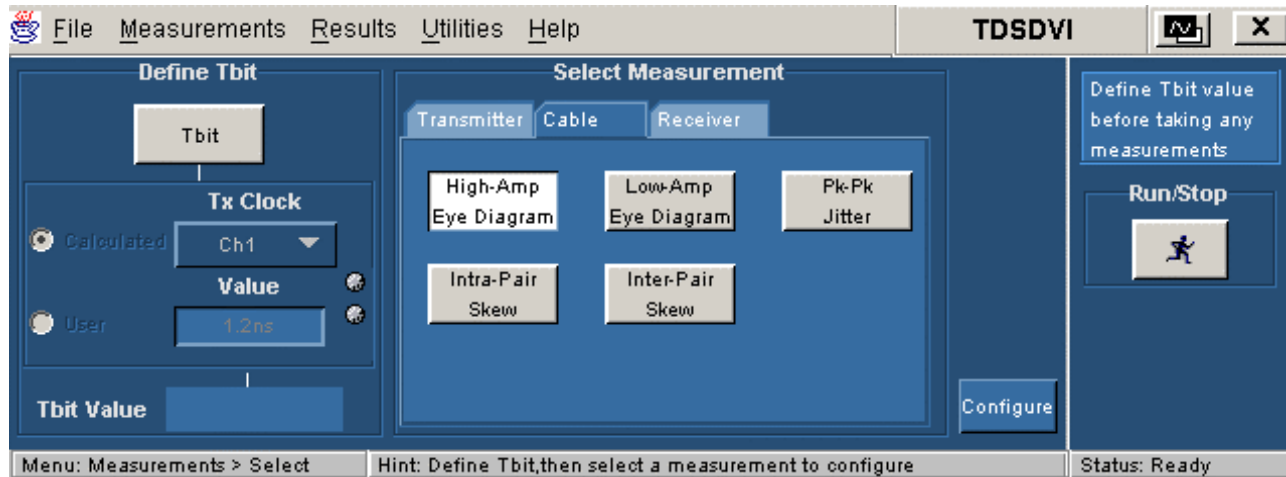 File Measurements Results Utilities Help TDSDVI X
Define Tbit
Tbit
Tx Clock
Calculated Ch1
Value
User 1.2ns
Tbit Value
Select Measurement
Transmitter Cable Receiver
High-Amp
Eye Diagram
Low-Amp
Eye Diagram
Pk-Pk
Jitter
Intra-Pair
Skew
Inter-Pair
Skew
Configure
Define Tbit value
before taking any
measurements
Run/Stop
Menu: Measurements > Select
Hint: Define Tbit,then select a measurement to configure
Status: Ready